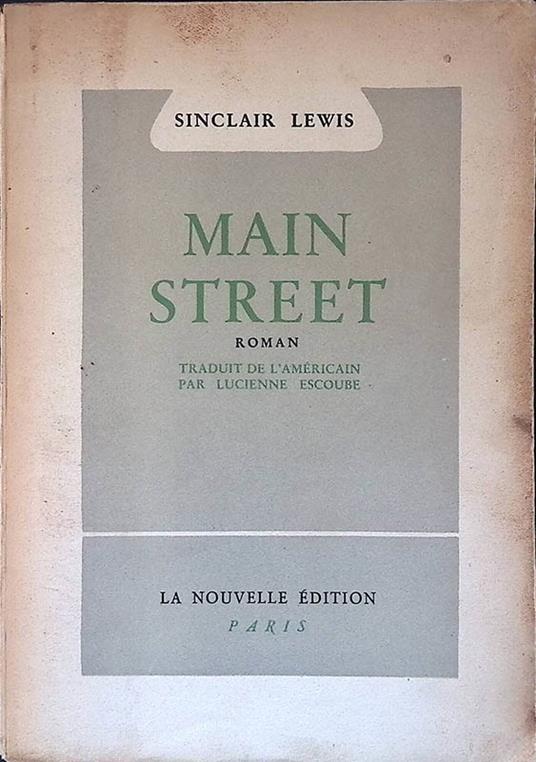 SINCLAIR LEWIS
MAIN
STREET
ROMAN
TRADUIT DE L'AMÉRICAIN
PAR LUCIENNE ESCOUBE
LA NOUVELLE ÉDITION
PARIS